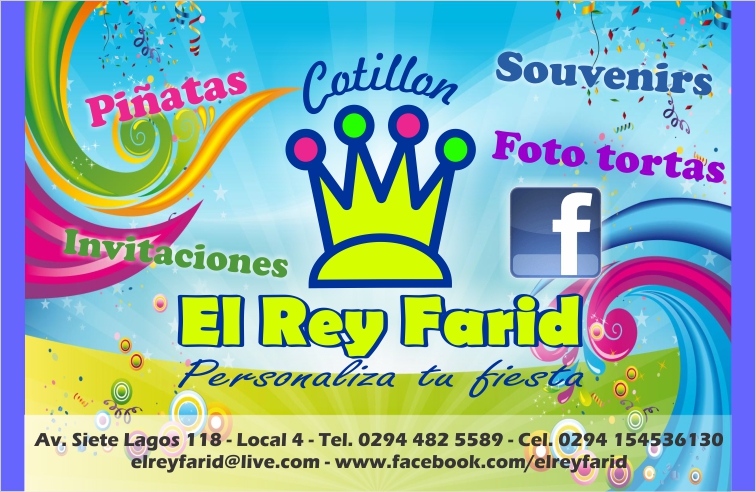 Cotillon
Piñatas
Souvenirs
Foto tortas
Invitaciones
f
El Rey Farid
Personaliza tu fiesta
Av. Siete Lagos 118 - Local 4 - Tel. 0294 482 5589 - Cel. 0294 154536130
elreyfarid@live.com - www.facebook.com/elreyfarid